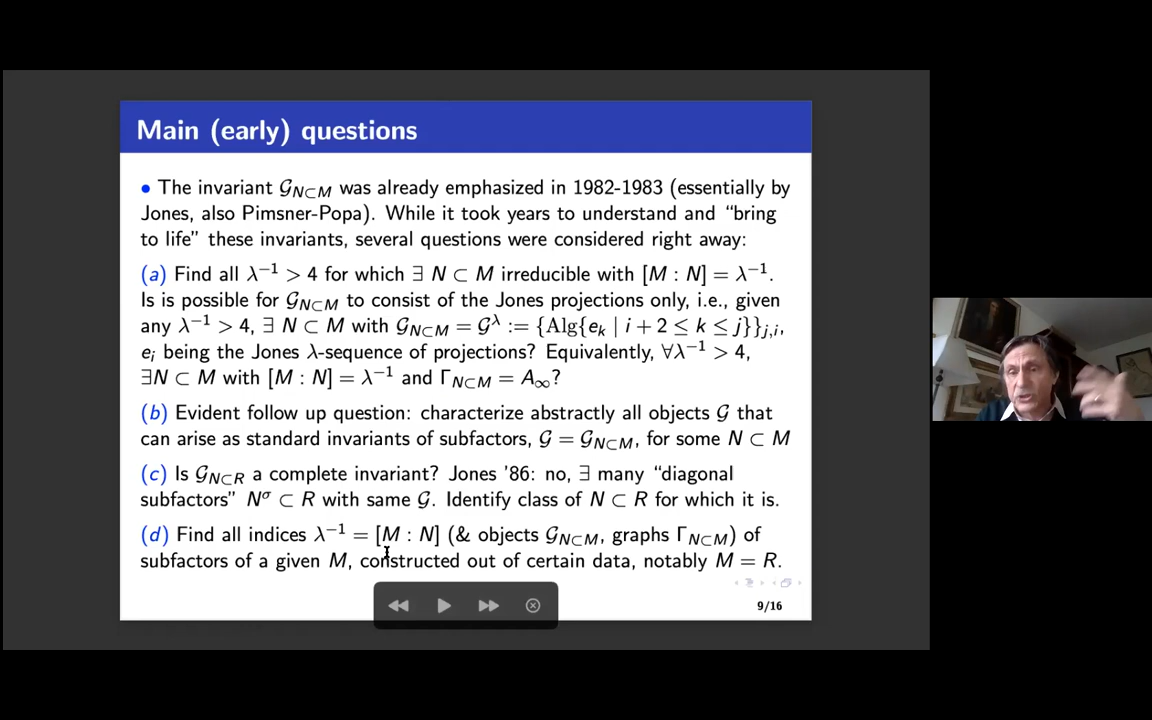 Main (early) questions
• The invariant 𝒢_{N⊂M} was already emphasized in 1982-1983 (essentially by
Jones, also Pimsner-Popa). While it took years to understand and “bring
to life” these invariants, several questions were considered right away:
(a) Find all λ⁻¹ > 4 for which ∃ N ⊂ M irreducible with [M : N] = λ⁻¹.
Is is possible for 𝒢_{N⊂M} to consist of the Jones projections only, i.e., given
any λ⁻¹ > 4, ∃ N ⊂ M with 𝒢_{N⊂M} = 𝒢^λ := {Alg{e_k | i + 2 ≤ k ≤ j}}_{j,i},
e_i being the Jones λ-sequence of projections? Equivalently, ∀λ⁻¹ > 4,
∃N ⊂ M with [M : N] = λ⁻¹ and Γ_{N⊂M} = A_∞?
(b) Evident follow up question: characterize abstractly all objects 𝒢 that
can arise as standard invariants of subfactors, 𝒢 = 𝒢_{N⊂M}, for some N ⊂ M
(c) Is 𝒢_{N⊂R} a complete invariant? Jones ’86: no, ∃ many “diagonal
subfactors” N^σ ⊂ R with same 𝒢. Identify class of N ⊂ R for which it is.
(d) Find all indices λ⁻¹ = [M : N] (& objects 𝒢_{N⊂M}, graphs Γ_{N⊂M}) of
subfactors of a given M, constructed out of certain data, notably M = R.
9/16